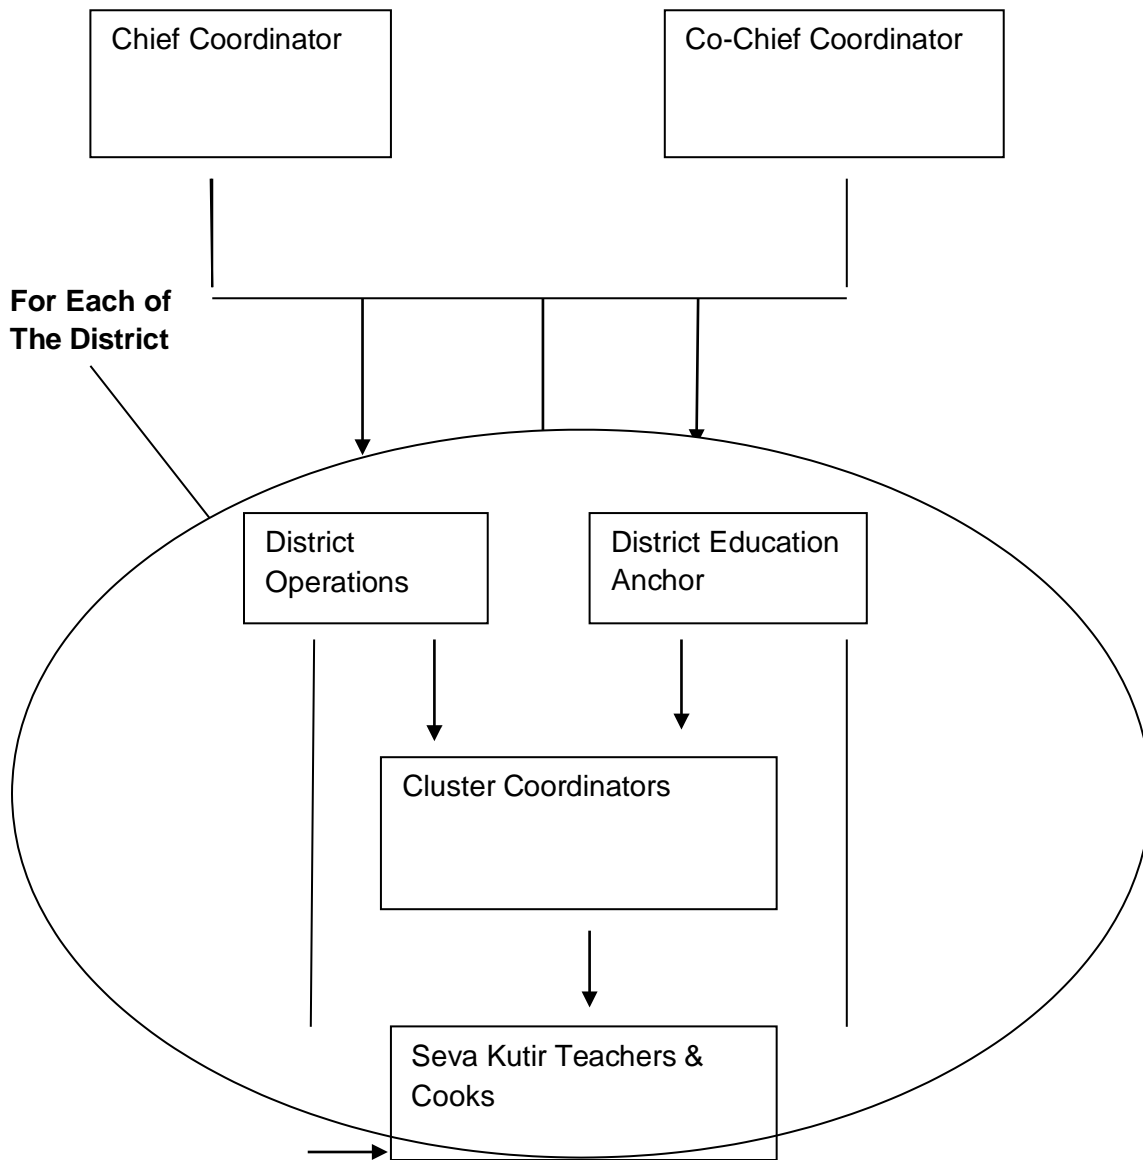 Chief Coordinator
Co-Chief Coordinator
For Each of
The District
District
Operations
District Education
Anchor
Cluster Coordinators
Seva Kutir Teachers &
Cooks